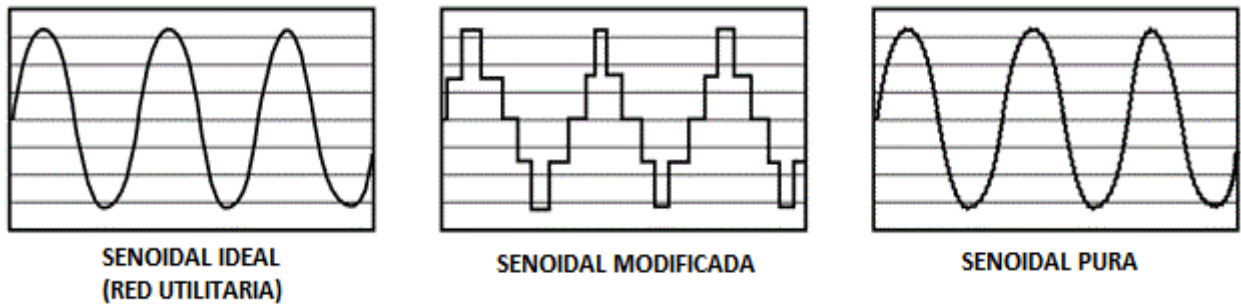 SENOIDAL IDEAL
(RED UTILITARIA)
SENOIDAL MODIFICADA
SENOIDAL PURA